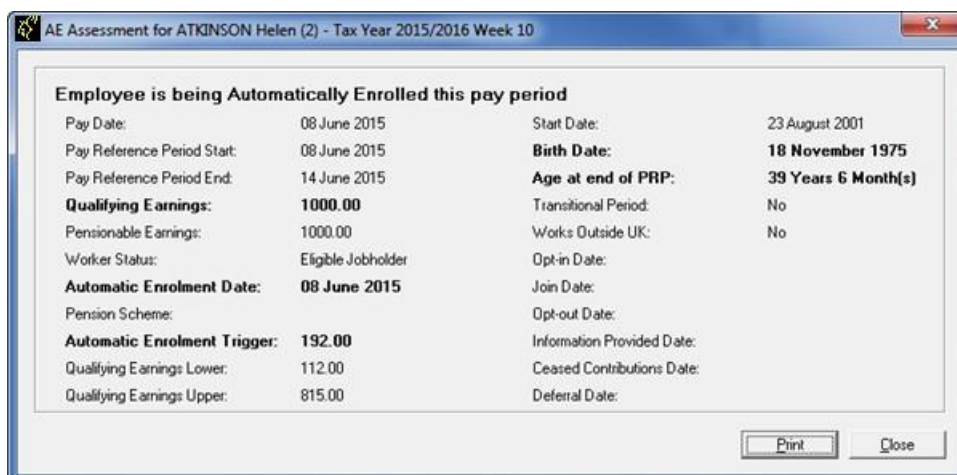 AE Assessment for ATKINSON Helen (2) - Tax Year 2015/2016 Week 10
Employee is being Automatically Enrolled this pay period
Pay Date: 08 June 2015 Start Date: 23 August 2001
Pay Reference Period Start: 08 June 2015 Birth Date: 18 November 1975
Pay Reference Period End: 14 June 2015 Age at end of PRP: 39 Years 6 Month(s)
Qualifying Earnings: 1000.00 Transitional Period: No
Pensionable Earnings: 1000.00 Works Outside UK: No
Worker Status: Eligible Jobholder Opt-in Date:
Automatic Enrolment Date: 08 June 2015 Join Date:
Pension Scheme: Opt-out Date:
Automatic Enrolment Trigger: 192.00 Information Provided Date:
Qualifying Earnings Lower: 112.00 Ceased Contributions Date:
Qualifying Earnings Upper: 815.00 Deferral Date:
Print Close